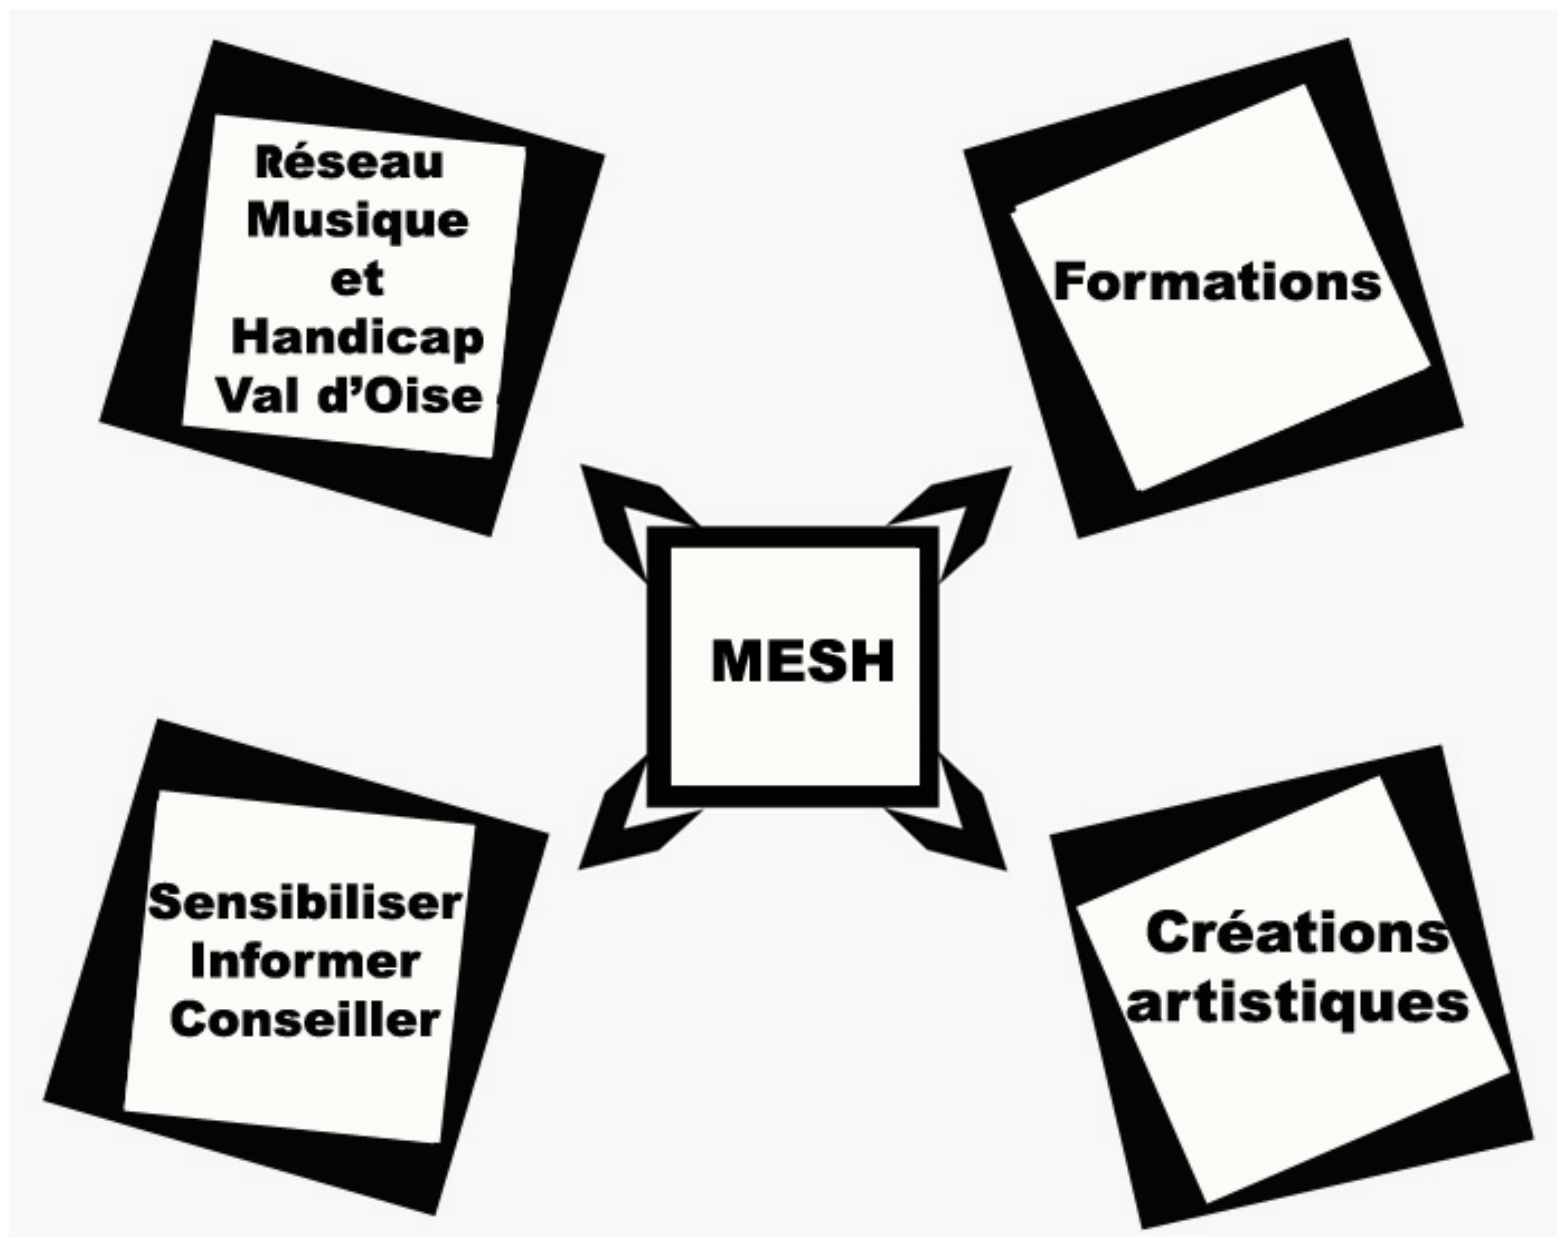 Réseau
Musique
et
Handicap
Val d’Oise
Formations
MESH
Sensibiliser
Informer
Conseiller
Créations
artistiques